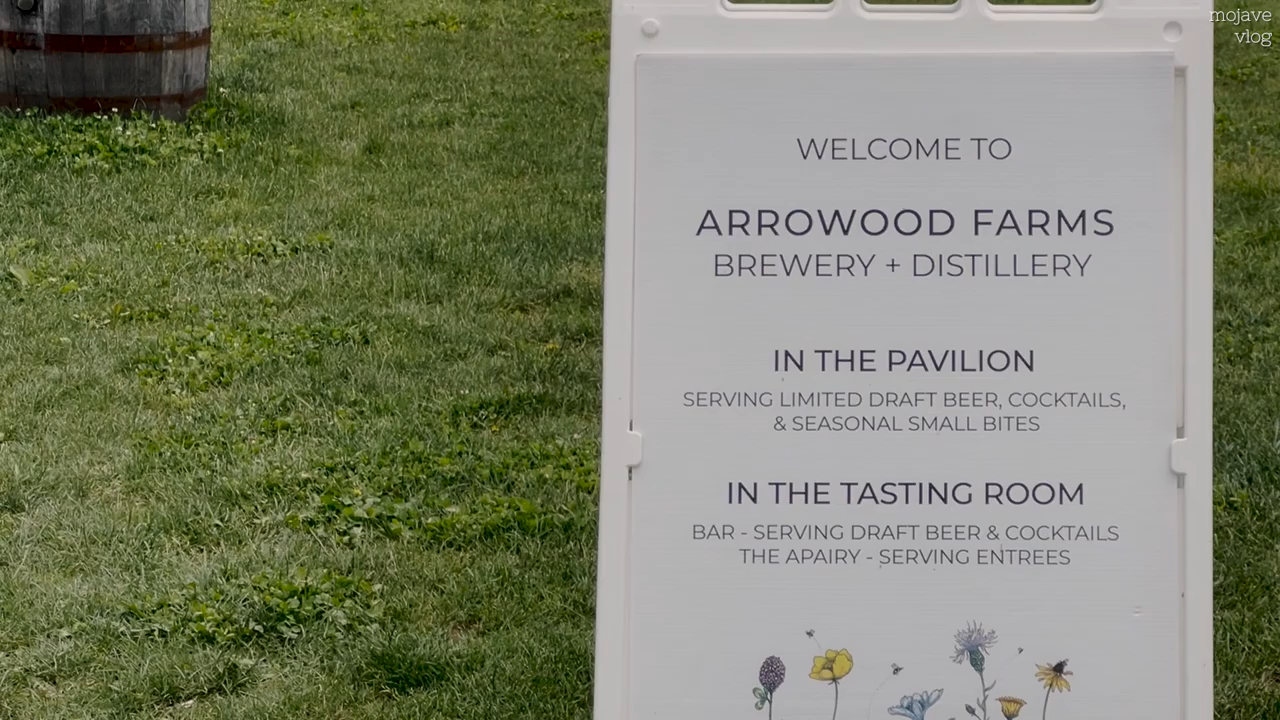 mojave
vlog
WELCOME TO
ARROWOOD FARMS
BREWERY + DISTILLERY
IN THE PAVILION
SERVING LIMITED DRAFT BEER, COCKTAILS,
& SEASONAL SMALL BITES
IN THE TASTING ROOM
BAR - SERVING DRAFT BEER & COCKTAILS
THE APAIRY - SERVING ENTREES